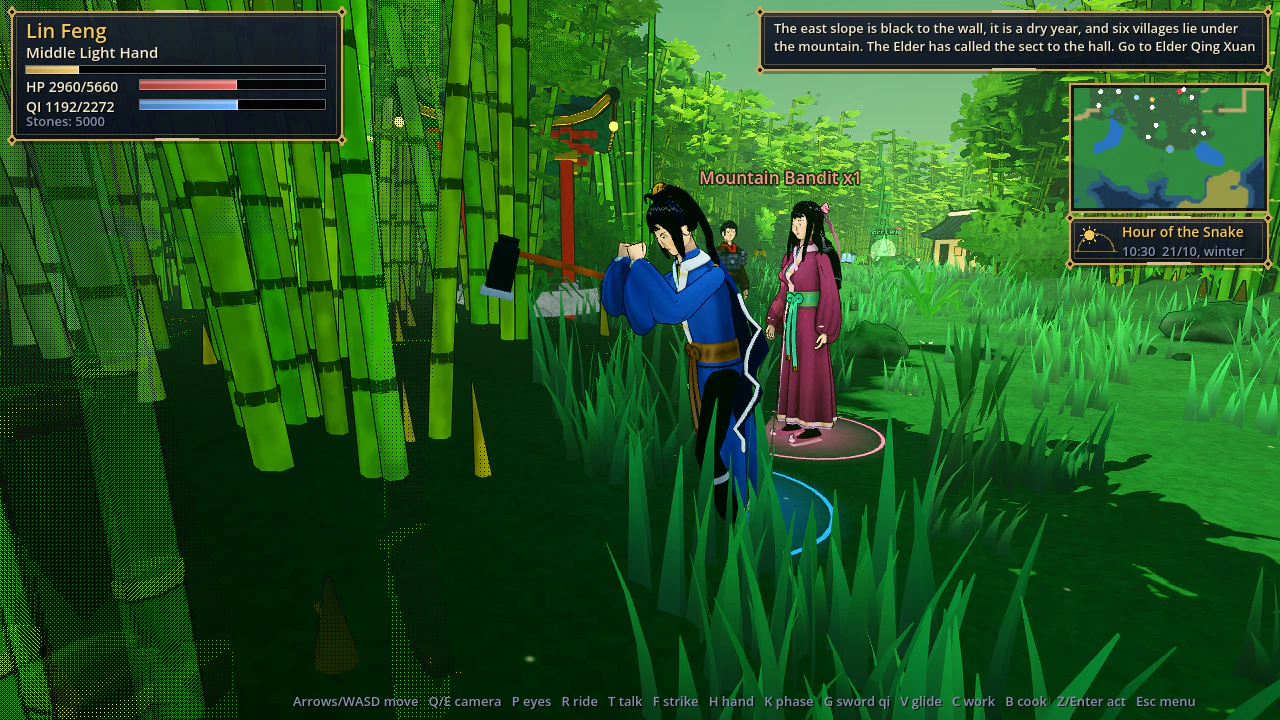 Lin Feng
Middle Light Hand
HP 2960/5660
QI 1192/2272
Stones: 5000
The east slope is black to the wall, it is a dry year, and six villages lie under
the mountain. The Elder has called the sect to the hall. Go to Elder Qing Xuan
Mountain Bandit x1
Hour of the Snake
10:30 21/10, winter
Arrows/WASD move Q/E camera P eyes R ride T talk F strike H hand K phase G sword qi V glide C work B cook Z/Enter act Esc menu